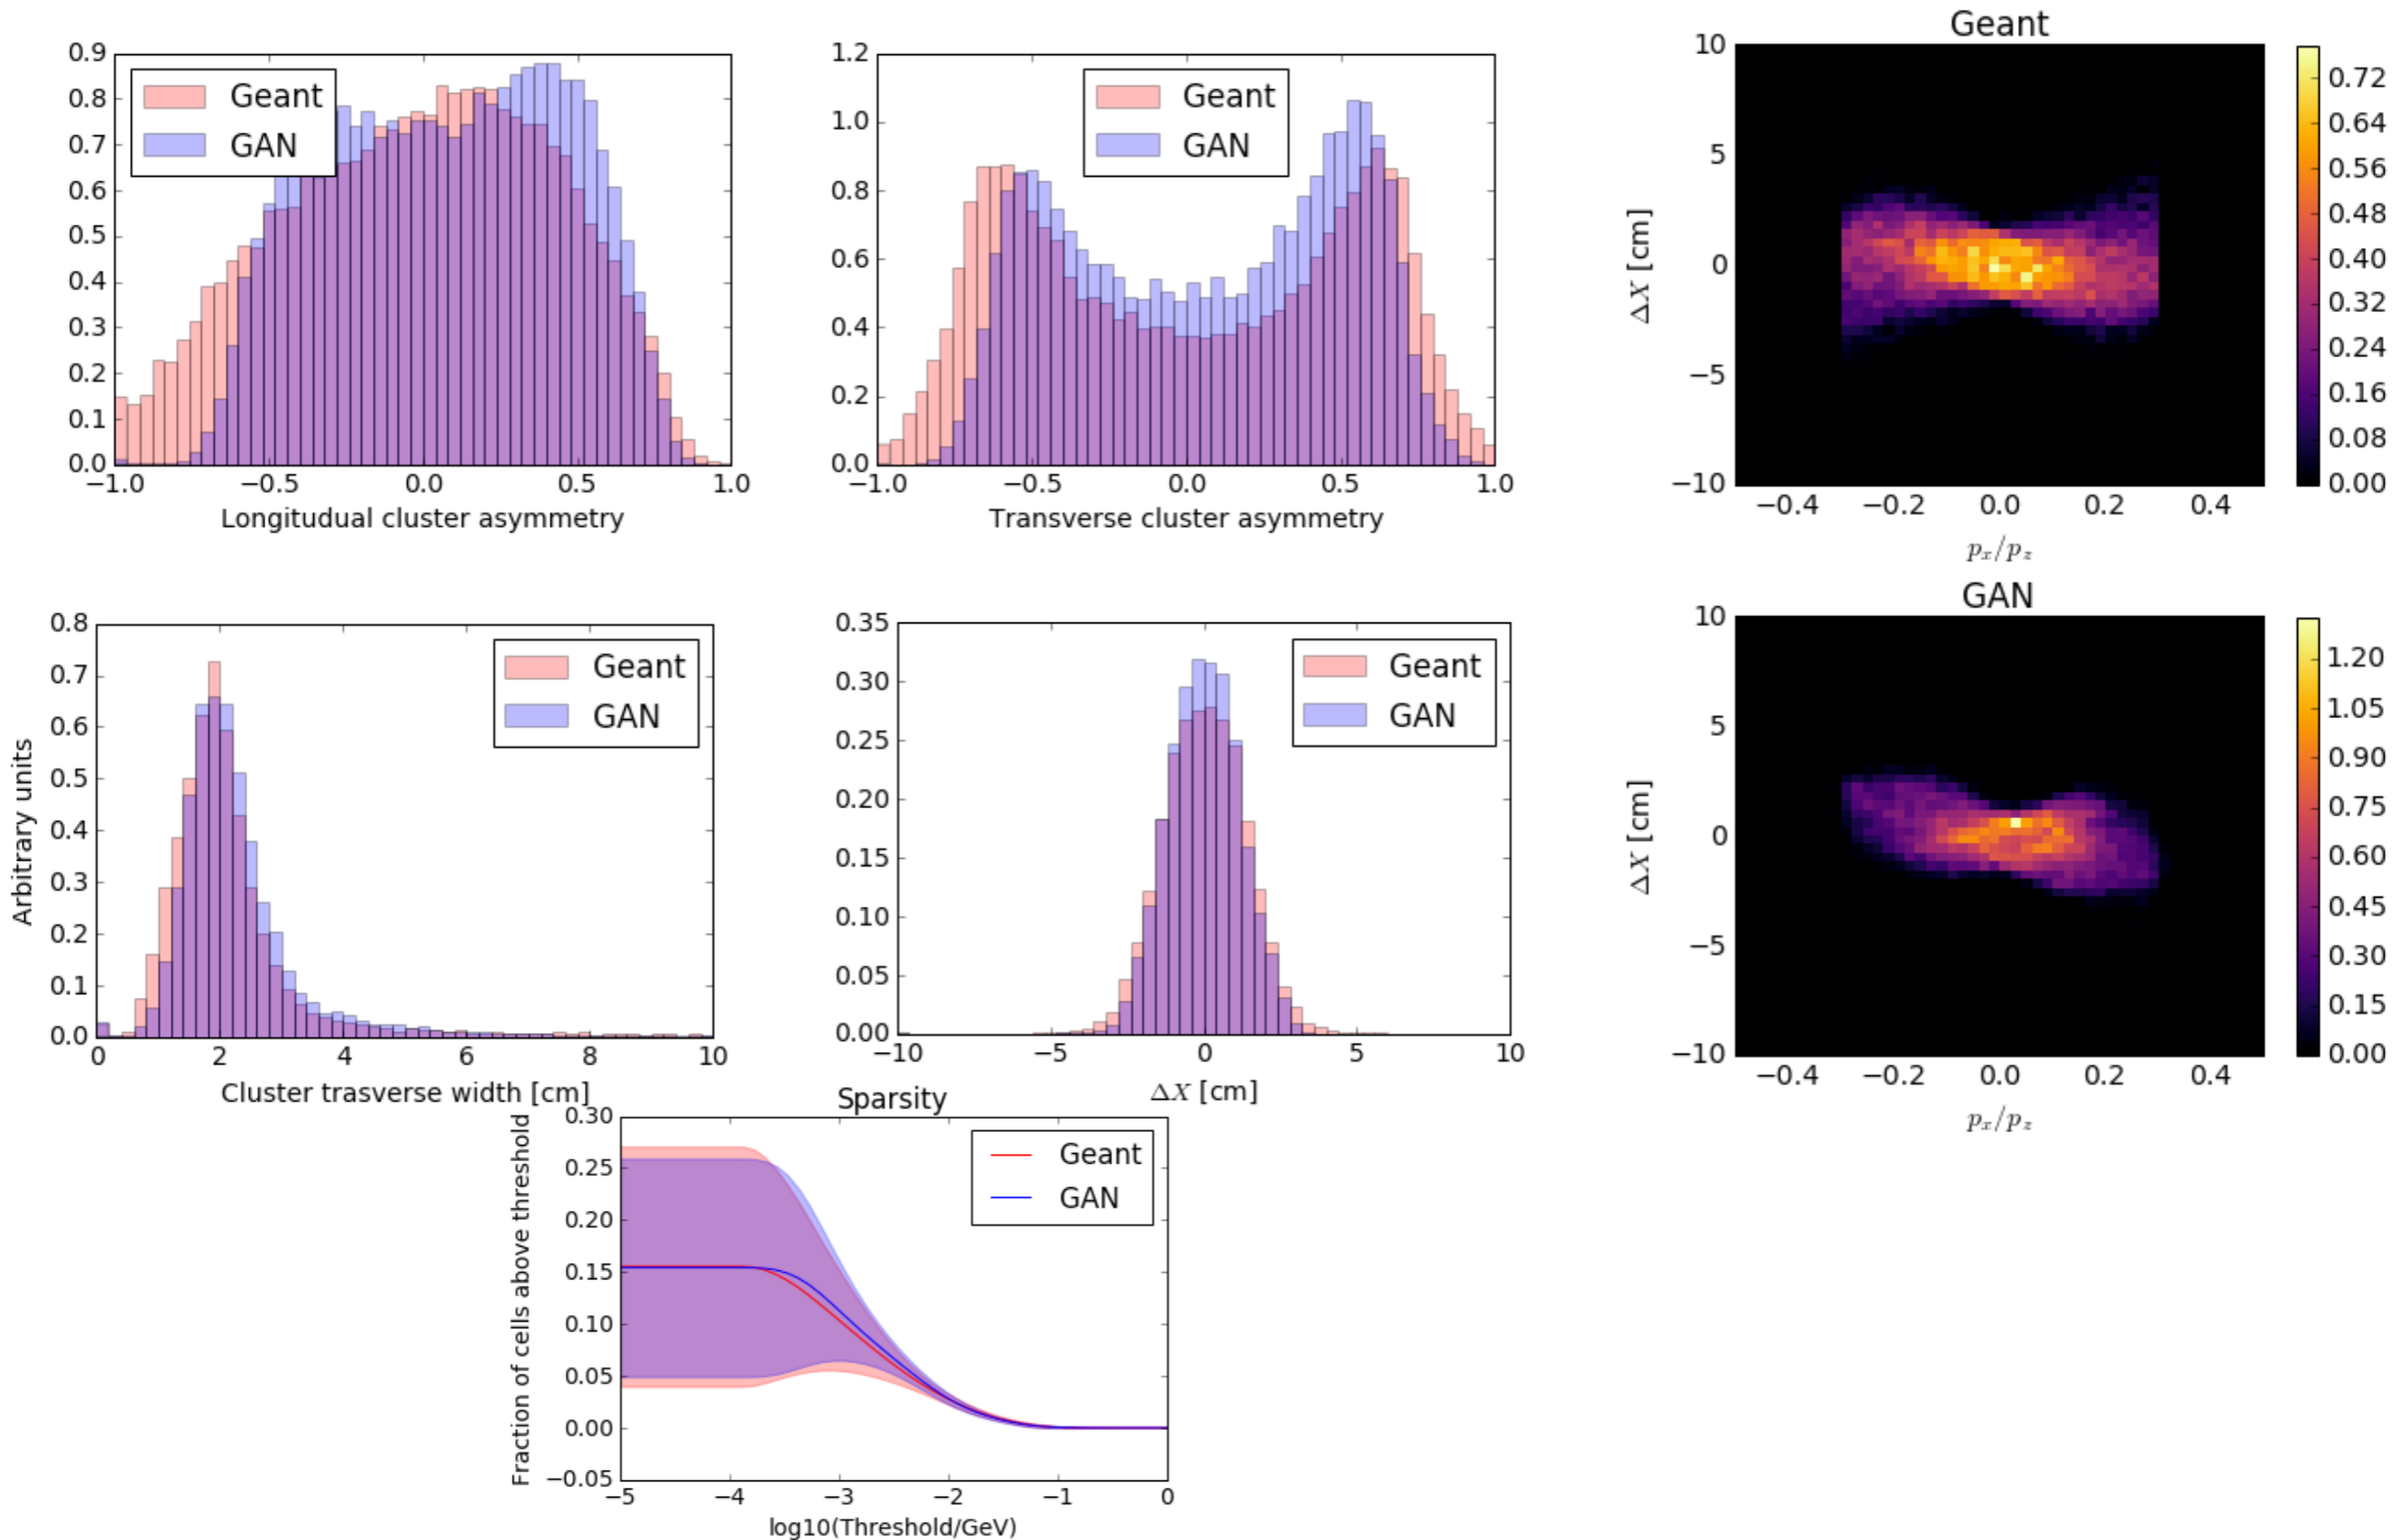 0.9
0.8
0.7
0.6
0.5
0.4
0.3
0.2
0.1
0.0
Geant
GAN
−1.0 −0.5 0.0 0.5 1.0
Longitudual cluster asymmetry
1.2
1.0
0.8
0.6
0.4
0.2
0.0
Geant
GAN
−1.0 −0.5 0.0 0.5 1.0
Transverse cluster asymmetry
Geant
10
5
0
−5
−10
ΔX [cm]
−0.4 −0.2 0.0 0.2 0.4
p_x/p_z
0.72
0.64
0.56
0.48
0.40
0.32
0.24
0.16
0.08
0.00
Arbitrary units
0.8
0.7
0.6
0.5
0.4
0.3
0.2
0.1
0.0
Geant
GAN
0 2 4 6 8 10
Cluster trasverse width [cm]
0.35
0.30
0.25
0.20
0.15
0.10
0.05
0.00
Geant
GAN
−10 −5 0 5 10
ΔX [cm]
GAN
10
5
0
−5
−10
ΔX [cm]
−0.4 −0.2 0.0 0.2 0.4
p_x/p_z
1.20
1.05
0.90
0.75
0.60
0.45
0.30
0.15
0.00
Sparsity
Fraction of cells above threshold
0.30
0.25
0.20
0.15
0.10
0.05
0.00
−0.05
Geant
GAN
−5 −4 −3 −2 −1 0
log10(Threshold/GeV)